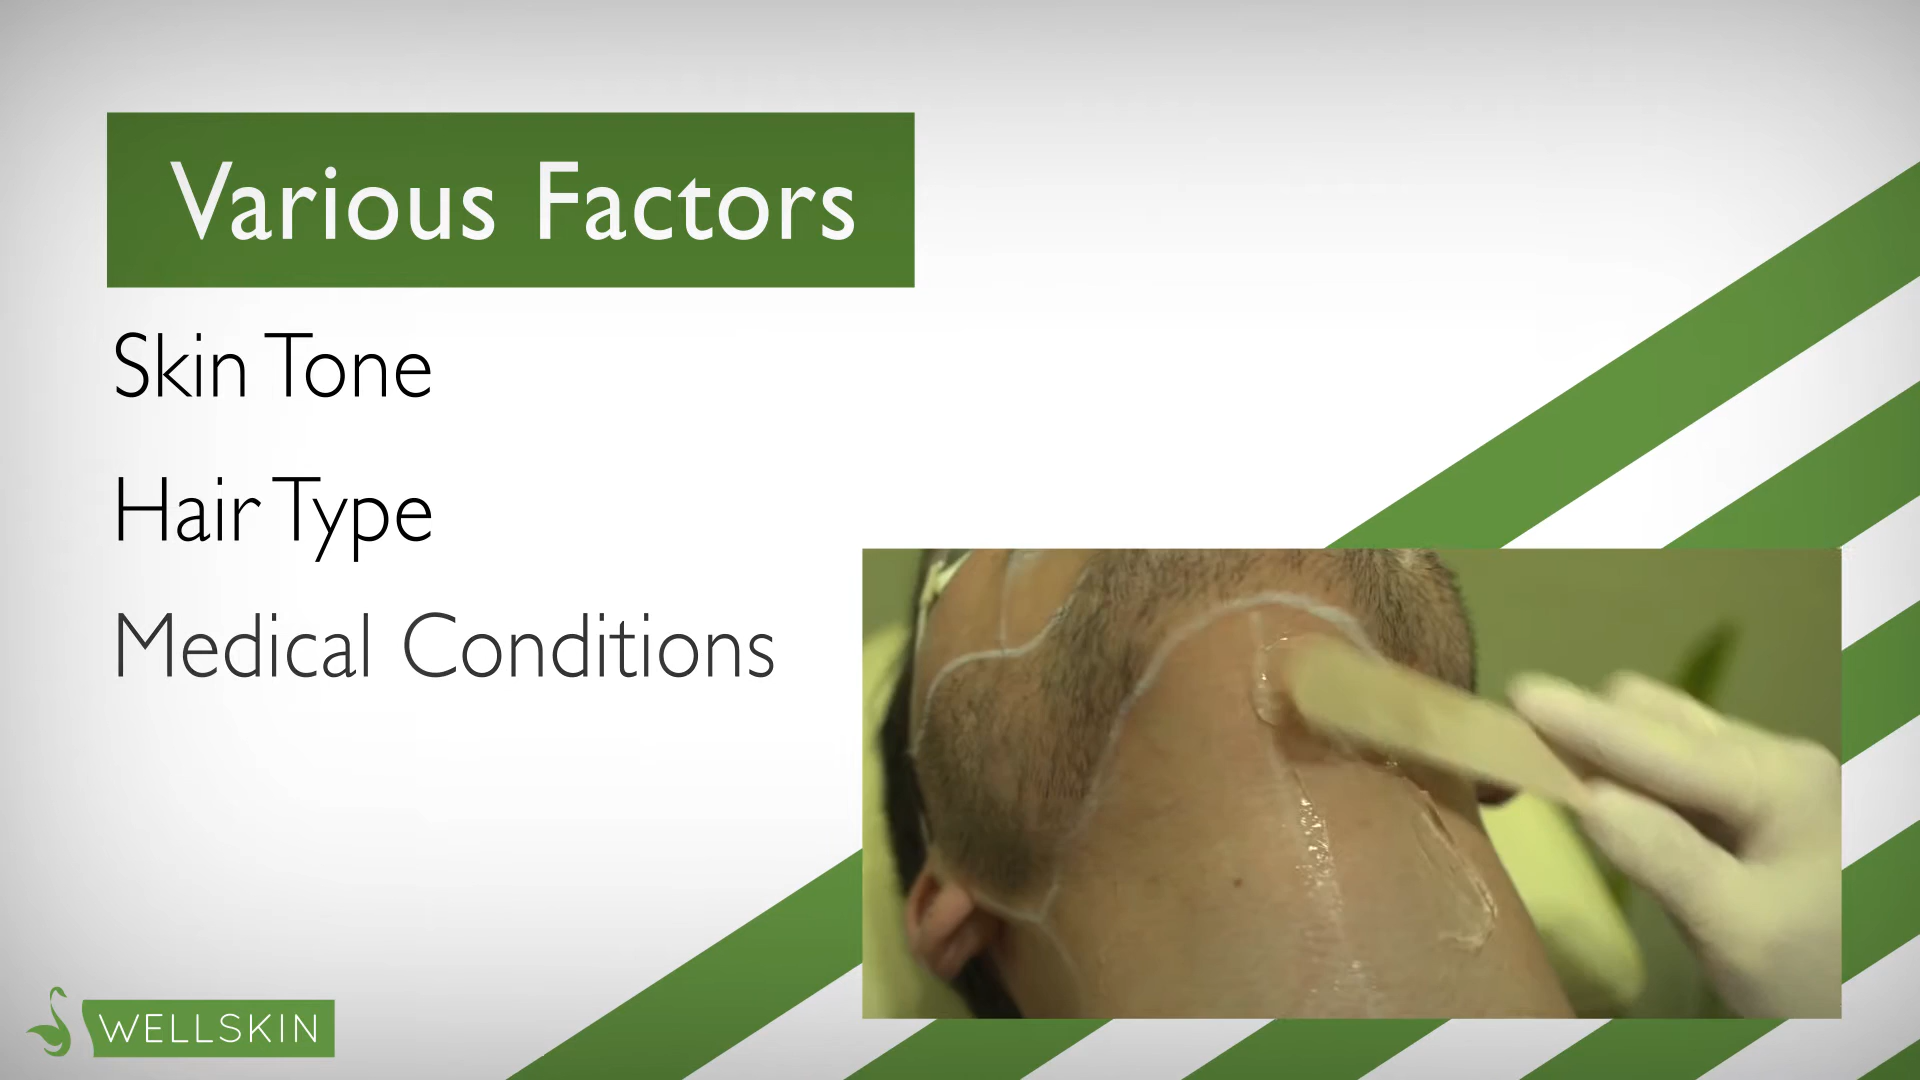 Various Factors
Skin Tone
Hair Type
Medical Conditions
WELLSKIN